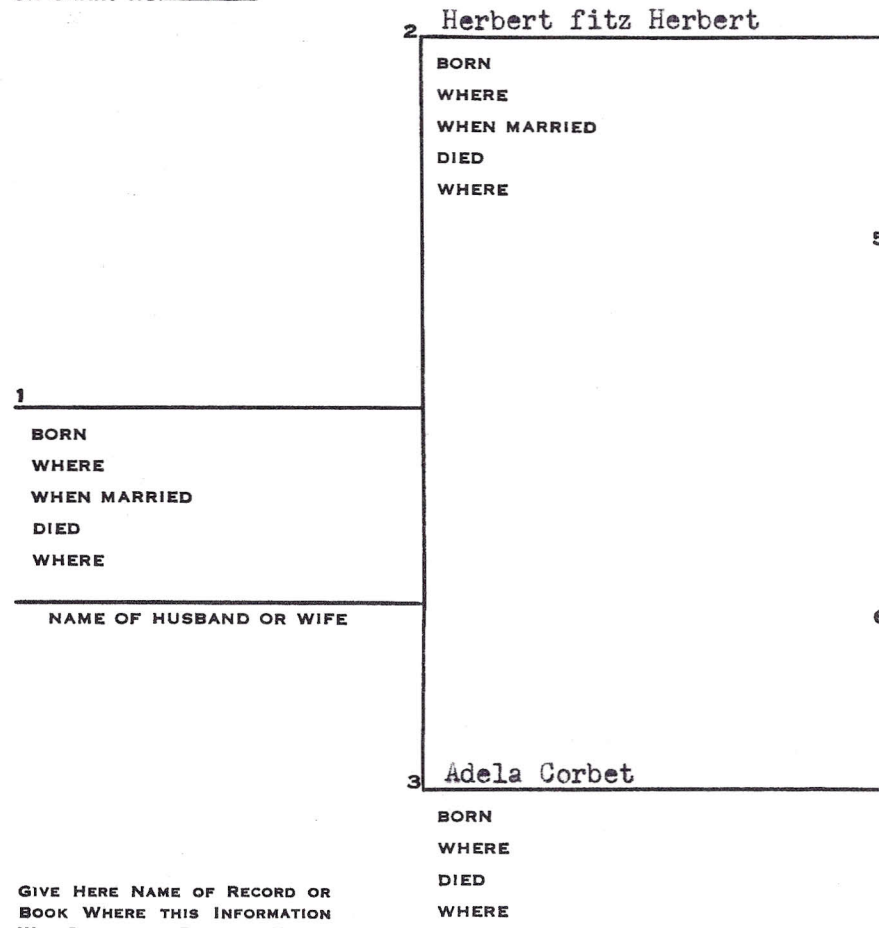 2 Herbert fitz Herbert
BORN
WHERE
WHEN MARRIED
DIED
WHERE
5
1
BORN
WHERE
WHEN MARRIED
DIED
WHERE
NAME OF HUSBAND OR WIFE
6
3 Adela Corbet
BORN
WHERE
DIED
WHERE
GIVE HERE NAME OF RECORD OR
BOOK WHERE THIS INFORMATION